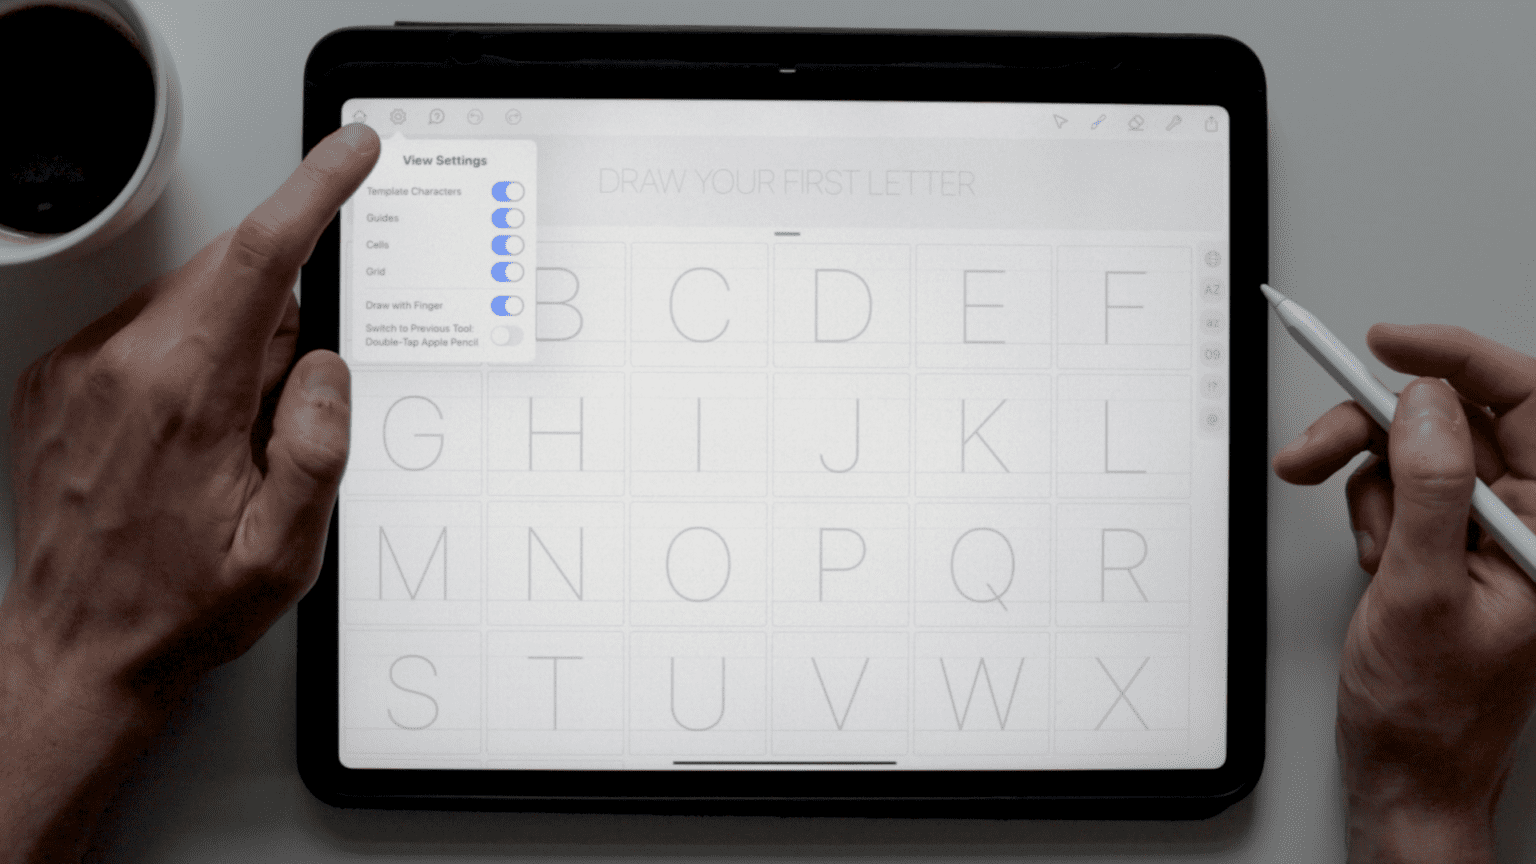 View Settings
Template Characters
Guides
Cells
Grid
Draw with Finger
Switch to Previous Tool:
Double-Tap Apple Pencil
DRAW YOUR FIRST LETTER
B C D E F
G H I J K L
M N O P Q R
S T U V W X
AZ
az
09
!?
@